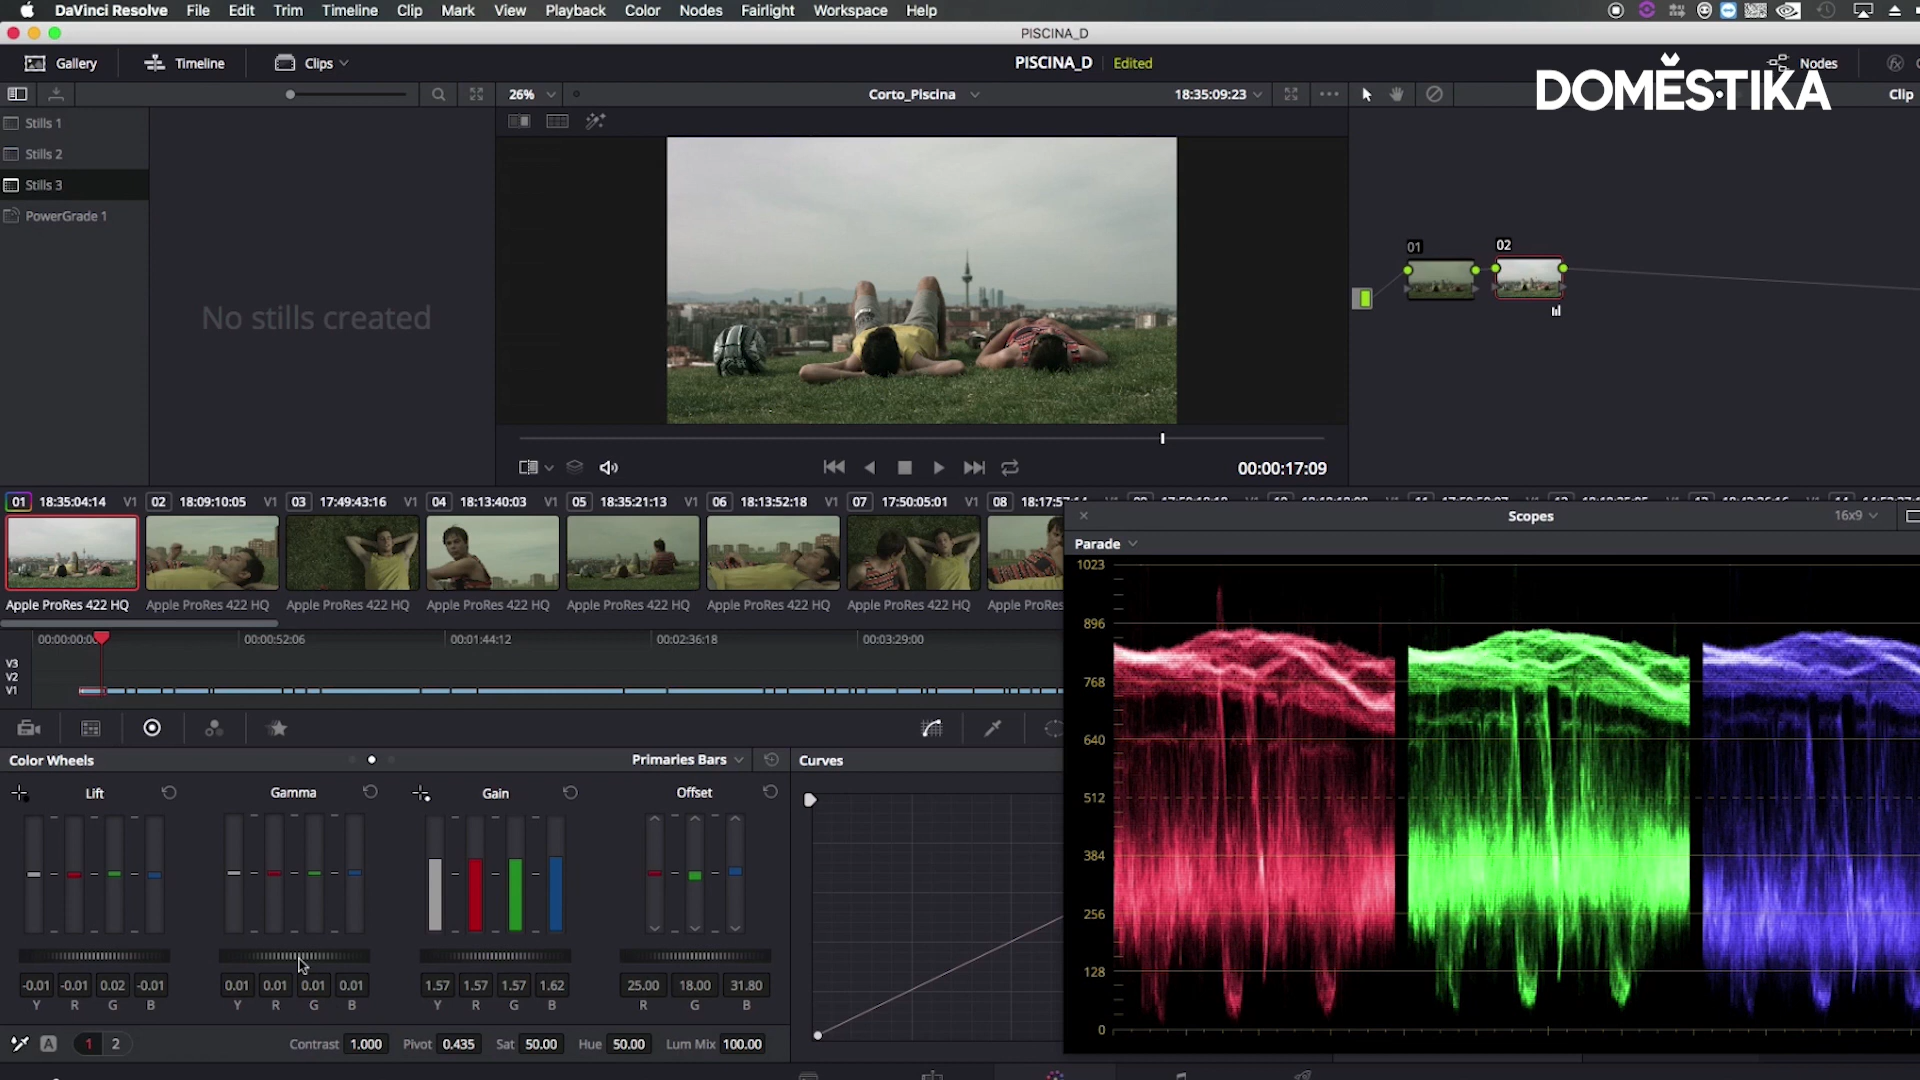 DaVinci Resolve File Edit Trim Timeline Clip Mark View Playback Color Nodes Fairlight Workspace Help
PISCINA_D
Gallery Timeline Clips PISCINA_D Edited Nodes
DOMĚSTIKA
26% Corto_Piscina 18:35:09:23 Clip
Stills 1
Stills 2
Stills 3
PowerGrade 1
No stills created
01 02
00:00:17:09
01 18:35:04:14 V1 02 18:09:10:05 V1 03 17:49:43:16 V1 04 18:13:40:03 V1 05 18:35:21:13 V1 06 18:13:52:18 V1 07 17:50:05:01 V1 08
Scopes 16x9
Parade
1023
896
768
640
512
384
256
128
0
Apple ProRes 422 HQ Apple ProRes 422 HQ Apple ProRes 422 HQ Apple ProRes 422 HQ Apple ProRes 422 HQ Apple ProRes 422 HQ Apple ProRes 422 HQ Apple ProRes
00:00:52:06 00:01:44:12 00:02:36:18 00:03:29:00
V3
V2
V1
Color Wheels Primaries Bars Curves
Lift Gamma Gain Offset
-0.01 -0.01 0.02 -0.01 0.01 0.01 0.01 0.01 1.57 1.57 1.57 1.62 25.00 18.00 31.80
Y R G B Y R G B Y R G B R G B
A 1 2 Contrast 1.000 Pivot 0.435 Sat 50.00 Hue 50.00 Lum Mix 100.00